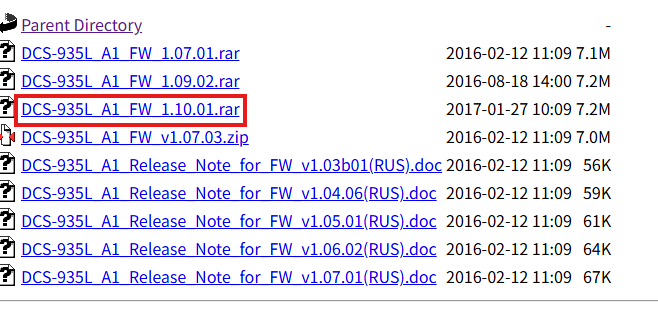 Parent Directory -
DCS-935L_A1_FW_1.07.01.rar 2016-02-12 11:09 7.1M
DCS-935L_A1_FW_1.09.02.rar 2016-08-18 14:00 7.2M
DCS-935L_A1_FW_1.10.01.rar 2017-01-27 10:09 7.2M
DCS-935L_A1_FW_v1.07.03.zip 2016-02-12 11:09 7.0M
DCS-935L_A1_Release_Note_for_FW_v1.03b01(RUS).doc 2016-02-12 11:09 56K
DCS-935L_A1_Release_Note_for_FW_v1.04.06(RUS).doc 2016-02-12 11:09 59K
DCS-935L_A1_Release_Note_for_FW_v1.05.01(RUS).doc 2016-02-12 11:09 61K
DCS-935L_A1_Release_Note_for_FW_v1.06.02(RUS).doc 2016-02-12 11:09 64K
DCS-935L_A1_Release_Note_for_FW_v1.07.01(RUS).doc 2016-02-12 11:09 67K